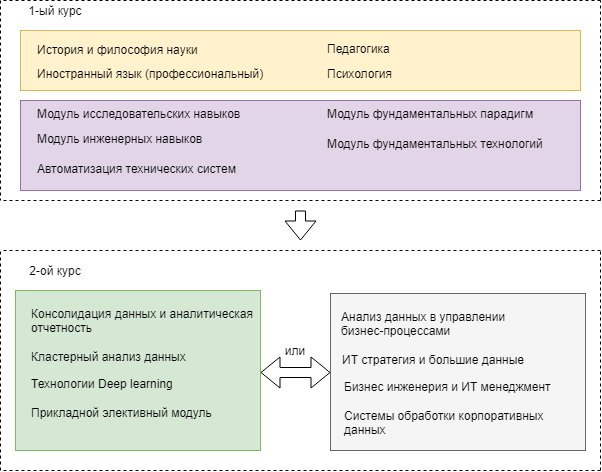 1-ый курс
История и философия науки
Педагогика
Иностранный язык (профессиональный)
Психология
Модуль исследовательских навыков
Модуль фундаментальных парадигм
Модуль инженерных навыков
Модуль фундаментальных технологий
Автоматизация технических систем
2-ой курс
Консолидация данных и аналитическая
отчетность
Кластерный анализ данных
Технологии Deep learning
Прикладной элективный модуль
или
Анализ данных в управлении
бизнес-процессами
ИТ стратегия и большие данные
Бизнес инженерия и ИТ менеджмент
Системы обработки корпоративных
данных